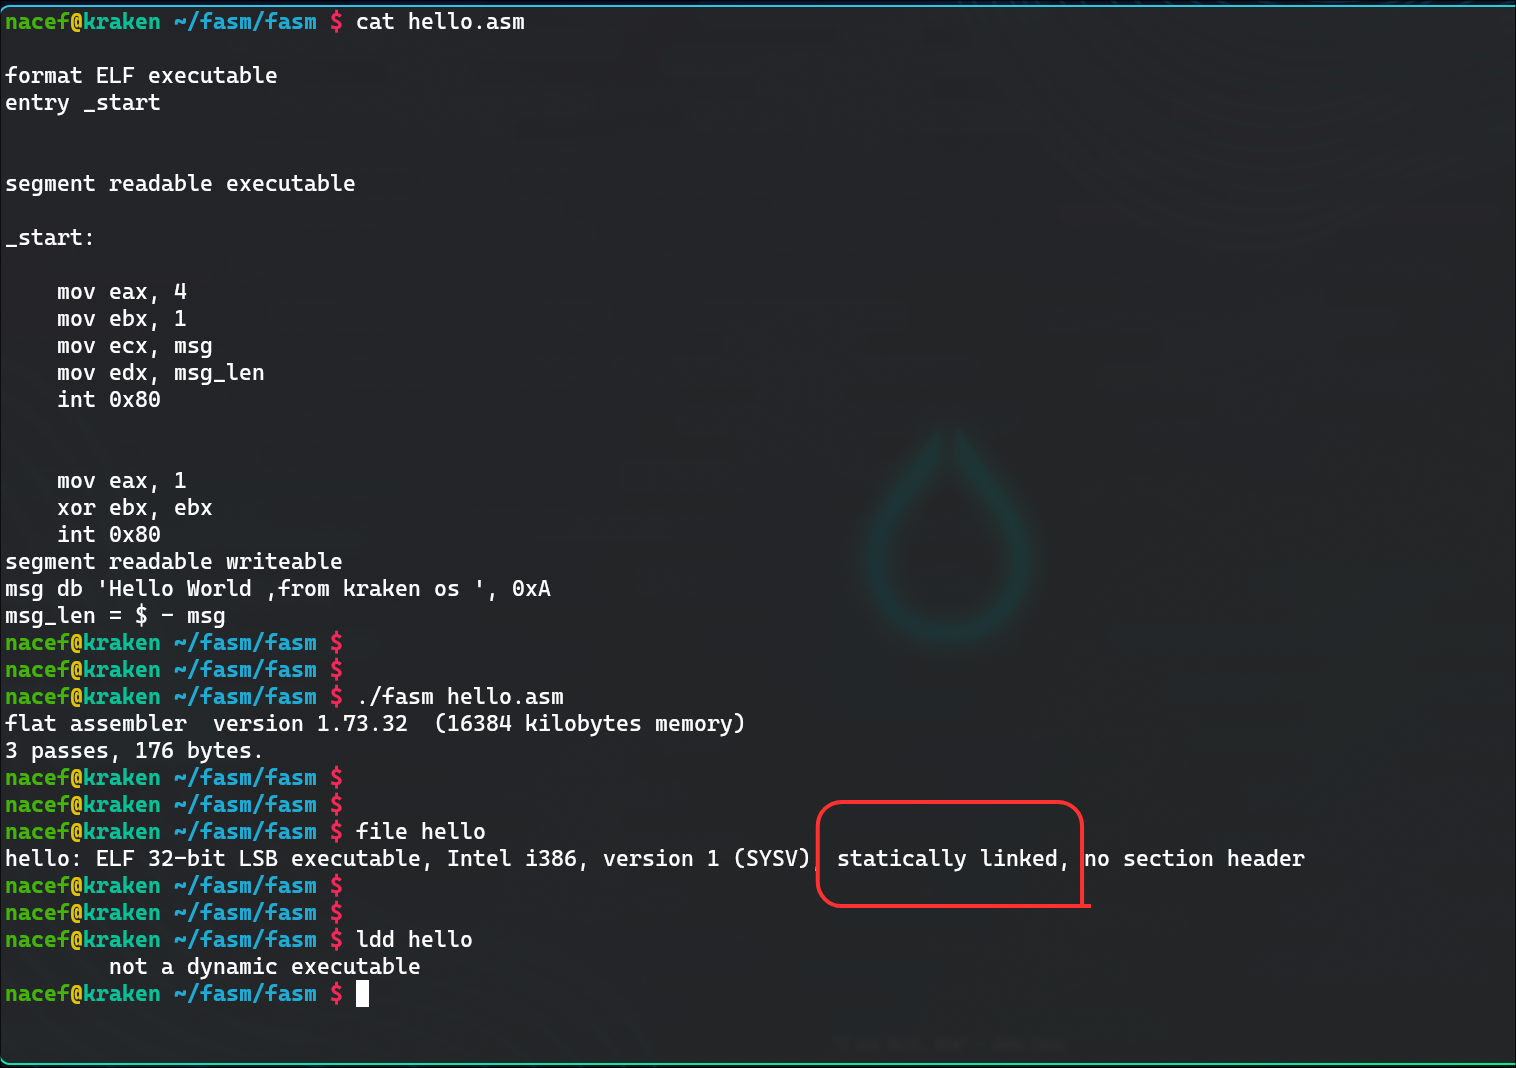 nacef@kraken ~/fasm/fasm $ cat hello.asm
format ELF executable
entry _start
segment readable executable
_start:
mov eax, 4
mov ebx, 1
mov ecx, msg
mov edx, msg_len
int 0x80
mov eax, 1
xor ebx, ebx
int 0x80
segment readable writeable
msg db 'Hello World ,from kraken os ', 0xA
msg_len = $ - msg
nacef@kraken ~/fasm/fasm $
nacef@kraken ~/fasm/fasm $
nacef@kraken ~/fasm/fasm $ ./fasm hello.asm
flat assembler  version 1.73.32  (16384 kilobytes memory)
3 passes, 176 bytes.
nacef@kraken ~/fasm/fasm $
nacef@kraken ~/fasm/fasm $
nacef@kraken ~/fasm/fasm $ file hello
hello: ELF 32-bit LSB executable, Intel i386, version 1 (SYSV), statically linked, no section header
nacef@kraken ~/fasm/fasm $
nacef@kraken ~/fasm/fasm $
nacef@kraken ~/fasm/fasm $ ldd hello
not a dynamic executable
nacef@kraken ~/fasm/fasm $